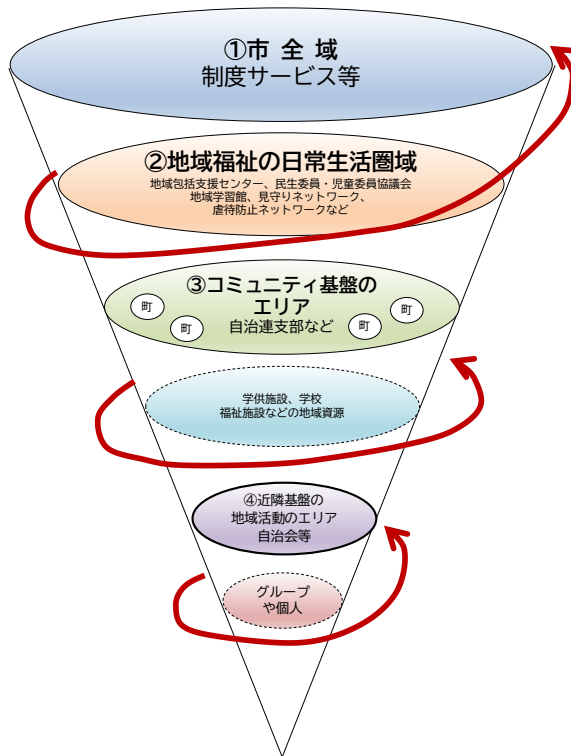 ①市 全 域
制度サービス等
②地域福祉の日常生活圏域
地域包括支援センター、民生委員・児童委員協議会
地域学習館、見守りネットワーク、
虐待防止ネットワークなど
③コミュニティ基盤の
エリア
自治連支部など
町
町
町
町
学供施設、学校
福祉施設などの地域資源
④近隣基盤の
地域活動のエリア
自治会等
グループ
や個人